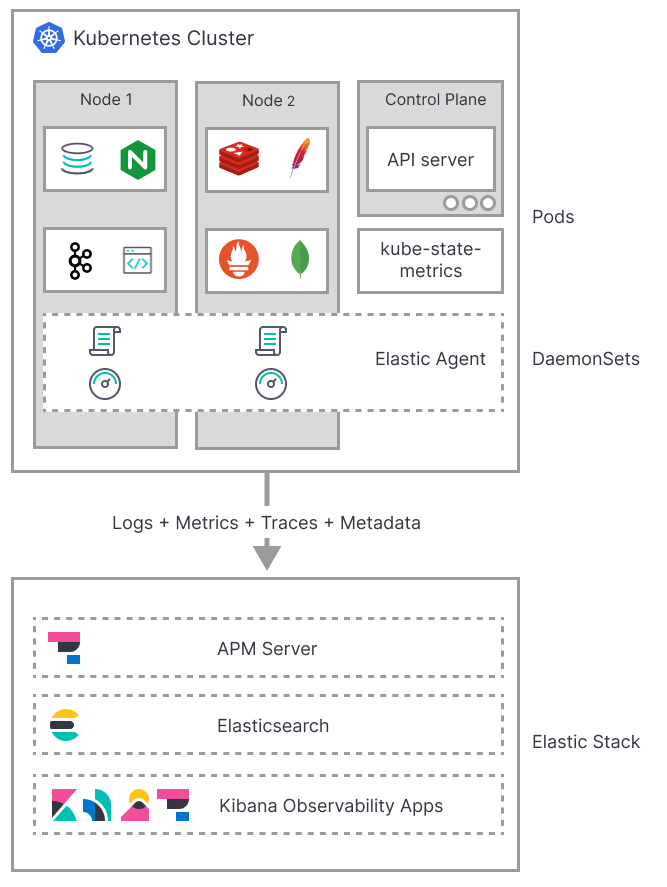 Kubernetes Cluster
Node 1
Node 2
Control Plane
API server
kube-state-
metrics
Pods
Elastic Agent
DaemonSets
Logs + Metrics + Traces + Metadata
APM Server
Elasticsearch
Elastic Stack
Kibana Observability Apps